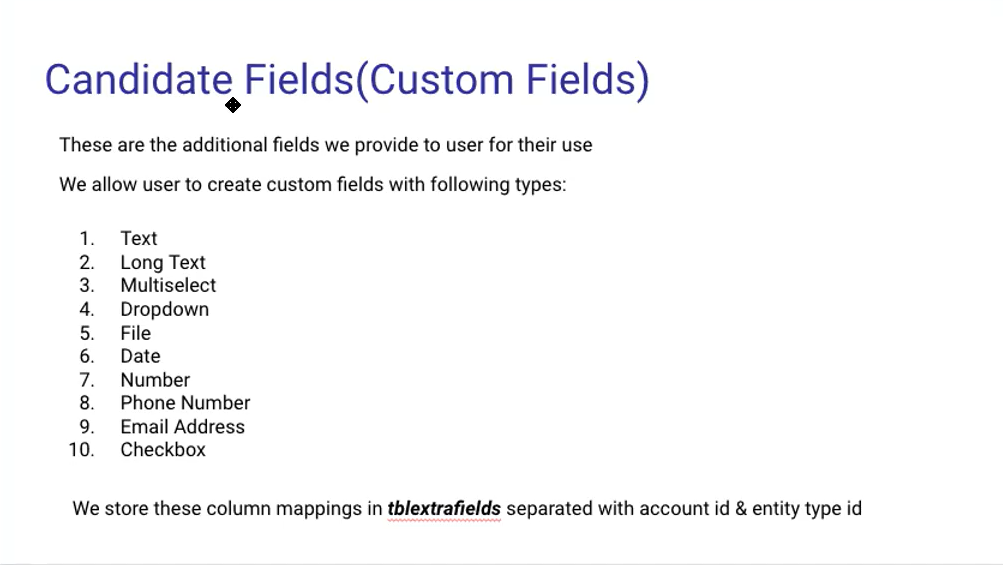 Candidate Fields(Custom Fields)
These are the additional fields we provide to user for their use
We allow user to create custom fields with following types:
1. Text
2. Long Text
3. Multiselect
4. Dropdown
5. File
6. Date
7. Number
8. Phone Number
9. Email Address
10. Checkbox
We store these column mappings in tblextrafields separated with account id & entity type id